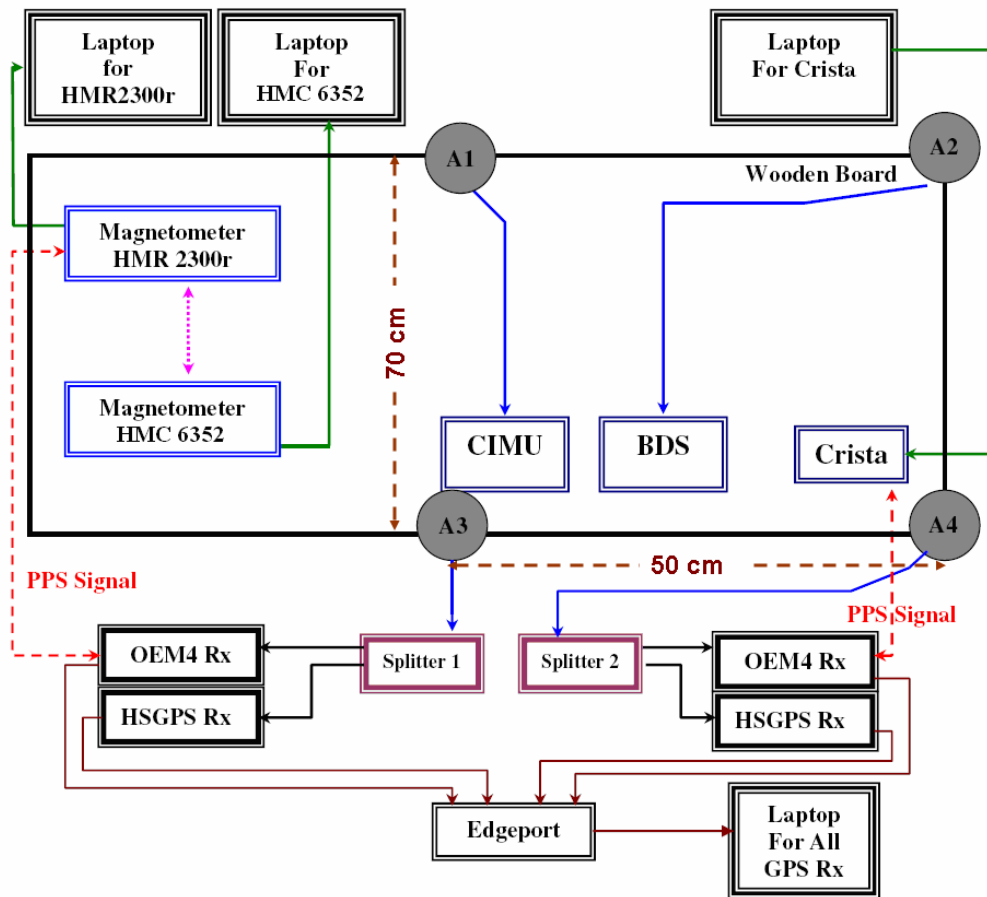 Laptop
for
HMR2300r
Laptop
For
HMC 6352
Laptop
For Crista
A1
A2
Wooden Board
Magnetometer
HMR 2300r
70 cm
Magnetometer
HMC 6352
CIMU
BDS
Crista
A3
A4
50 cm
PPS Signal
PPS Signal
OEM4 Rx
Splitter 1
Splitter 2
OEM4 Rx
HSGPS Rx
HSGPS Rx
Edgeport
Laptop
For All
GPS Rx